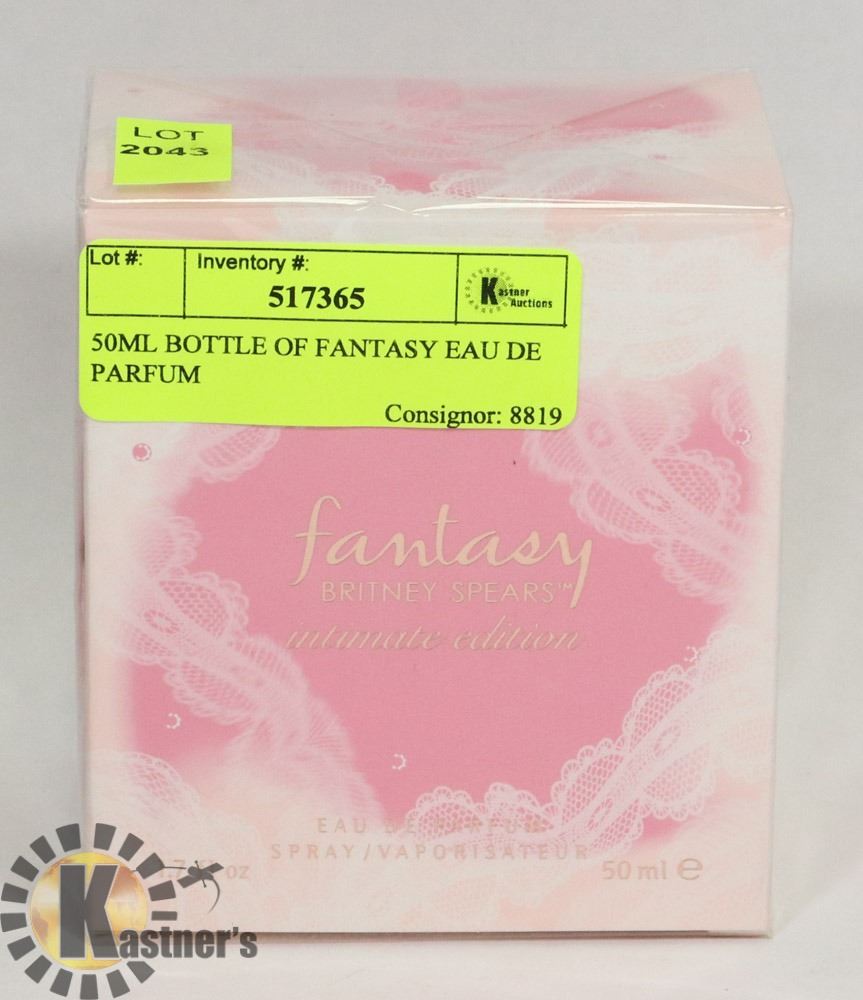 LOT
2043
Lot #:
Inventory #:
517365
Kastner
Auctions
50ML BOTTLE OF FANTASY EAU DE
PARFUM
Consignor: 8819
fantasy
BRITNEY SPEARS™
intimate edition
EAU DE PARFUM
SPRAY/VAPORISATEUR
oz
50 ml ℮
Kastner's